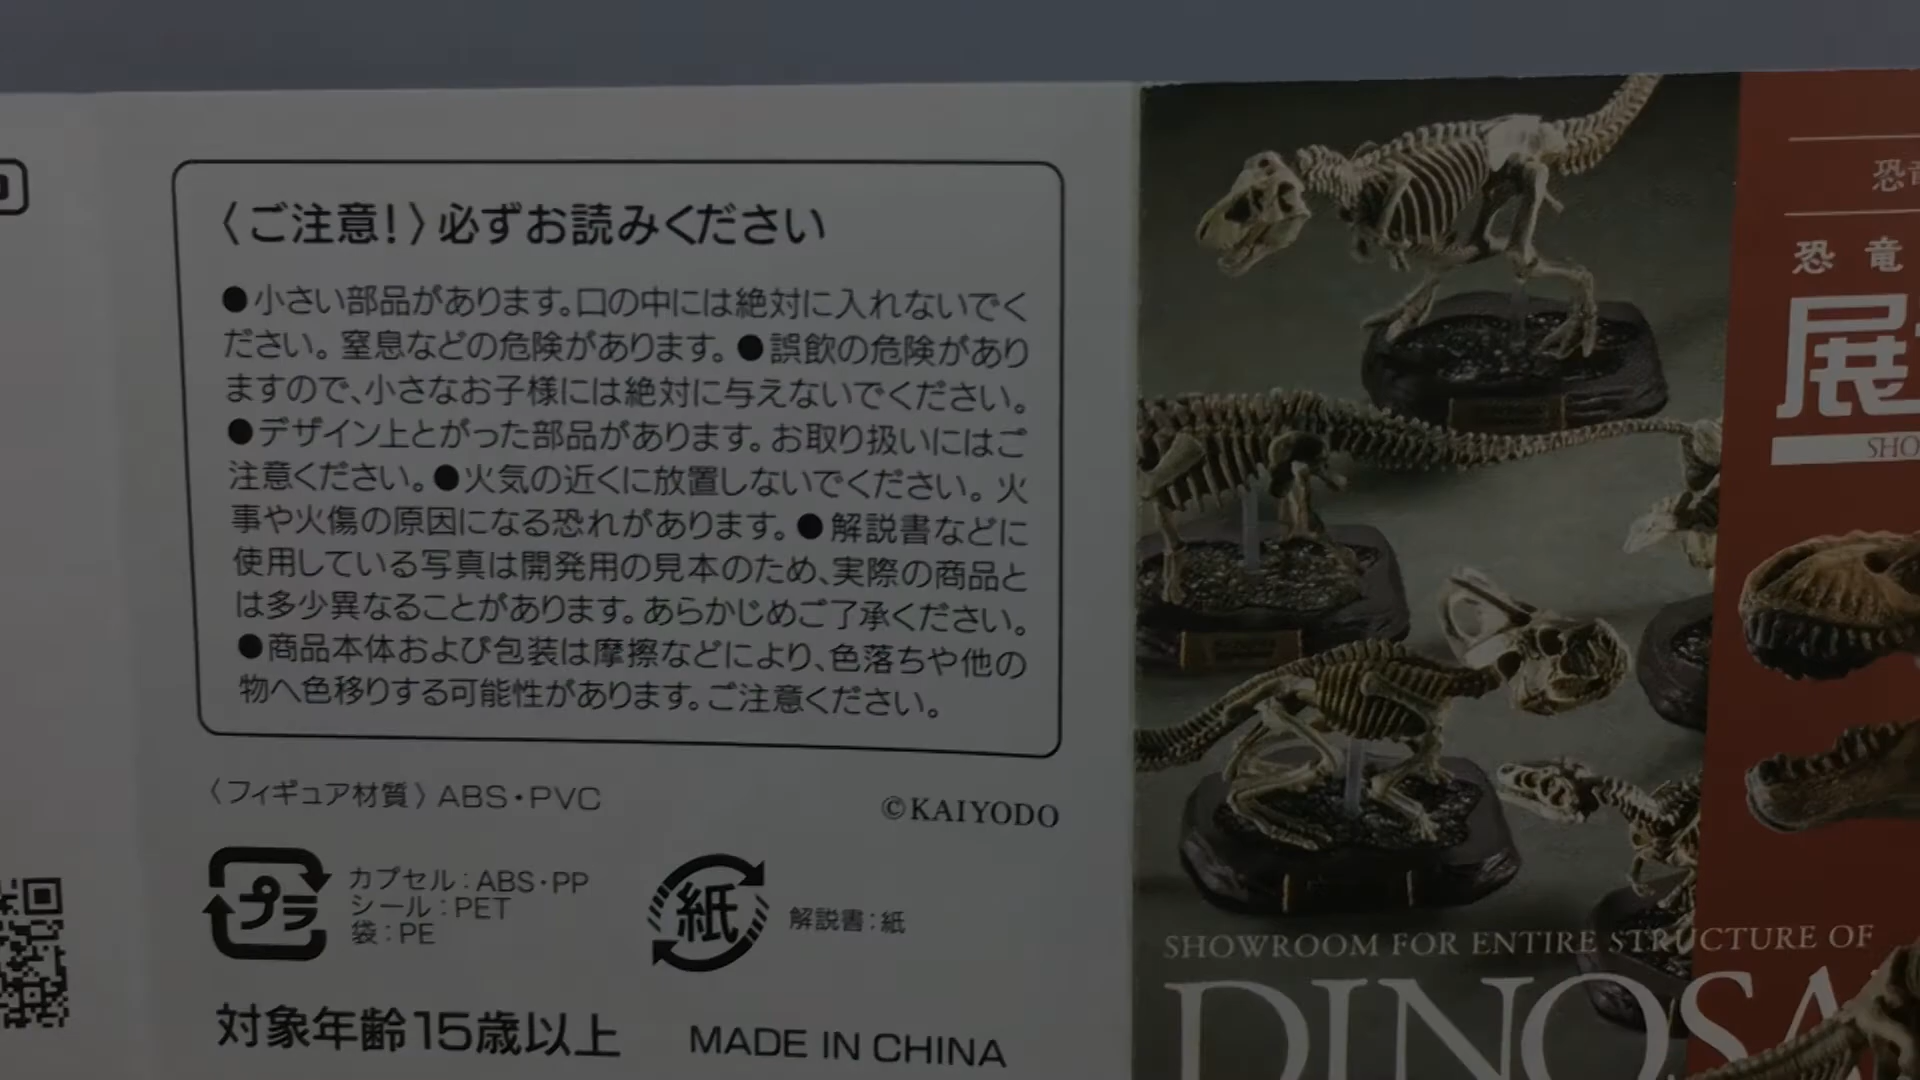 〈ご注意!〉必ずお読みください
●小さい部品があります。口の中には絶対に入れないでく
ださい。窒息などの危険があります。●誤飲の危険があり
ますので、小さなお子様には絶対に与えないでください。
●デザイン上とがった部品があります。お取り扱いにはご
注意ください。●火気の近くに放置しないでください。火
事や火傷の原因になる恐れがあります。●解説書などに
使用している写真は開発用の見本のため、実際の商品と
は多少異なることがあります。あらかじめご了承ください。
●商品本体および包装は摩擦などにより、色落ちや他の
物へ色移りする可能性があります。ご注意ください。
〈フィギュア材質〉ABS・PVC
©KAIYODO
プラ
カプセル:ABS・PP
シール:PET
袋:PE
紙
解説書:紙
対象年齢15歳以上
MADE IN CHINA
恐竜
恐竜
展
SHO
SHOWROOM FOR ENTIRE STRUCTURE OF
DINOSA